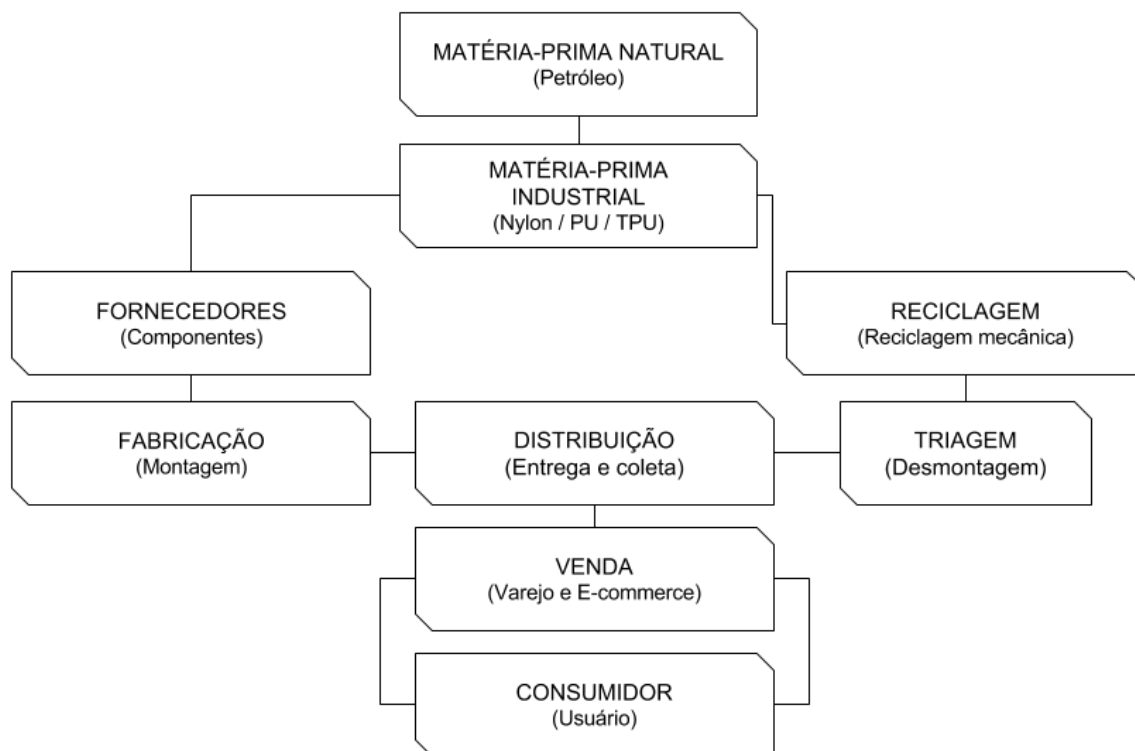 MATÉRIA-PRIMA NATURAL
(Petróleo)
MATÉRIA-PRIMA
INDUSTRIAL
(Nylon / PU / TPU)
FORNECEDORES
(Componentes)
RECICLAGEM
(Reciclagem mecânica)
FABRICAÇÃO
(Montagem)
DISTRIBUIÇÃO
(Entrega e coleta)
TRIAGEM
(Desmontagem)
VENDA
(Varejo e E-commerce)
CONSUMIDOR
(Usuário)